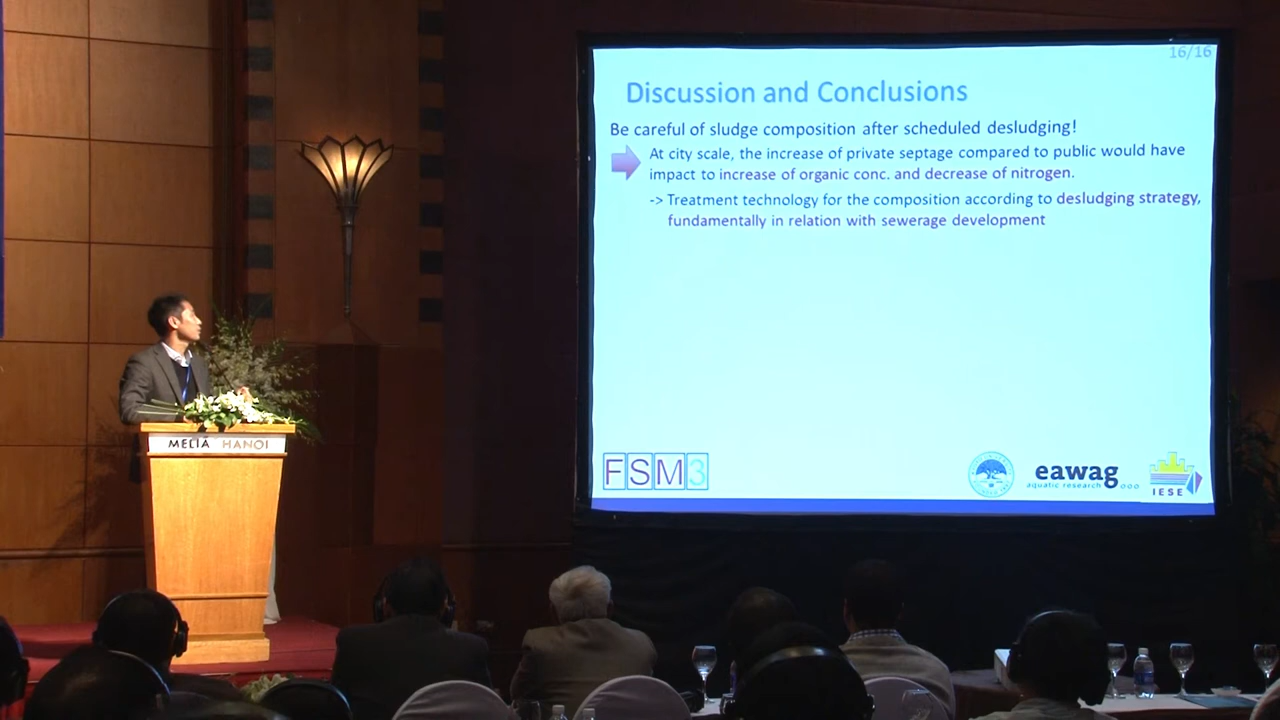 16/16
Discussion and Conclusions
Be careful of sludge composition after scheduled desludging!
At city scale, the increase of private septage compared to public would have
impact to increase of organic conc. and decrease of nitrogen.
-> Treatment technology for the composition according to desludging strategy,
fundamentally in relation with sewerage development
MELIÃ HANOI
FSM3
eawag
aquatic research
IESE